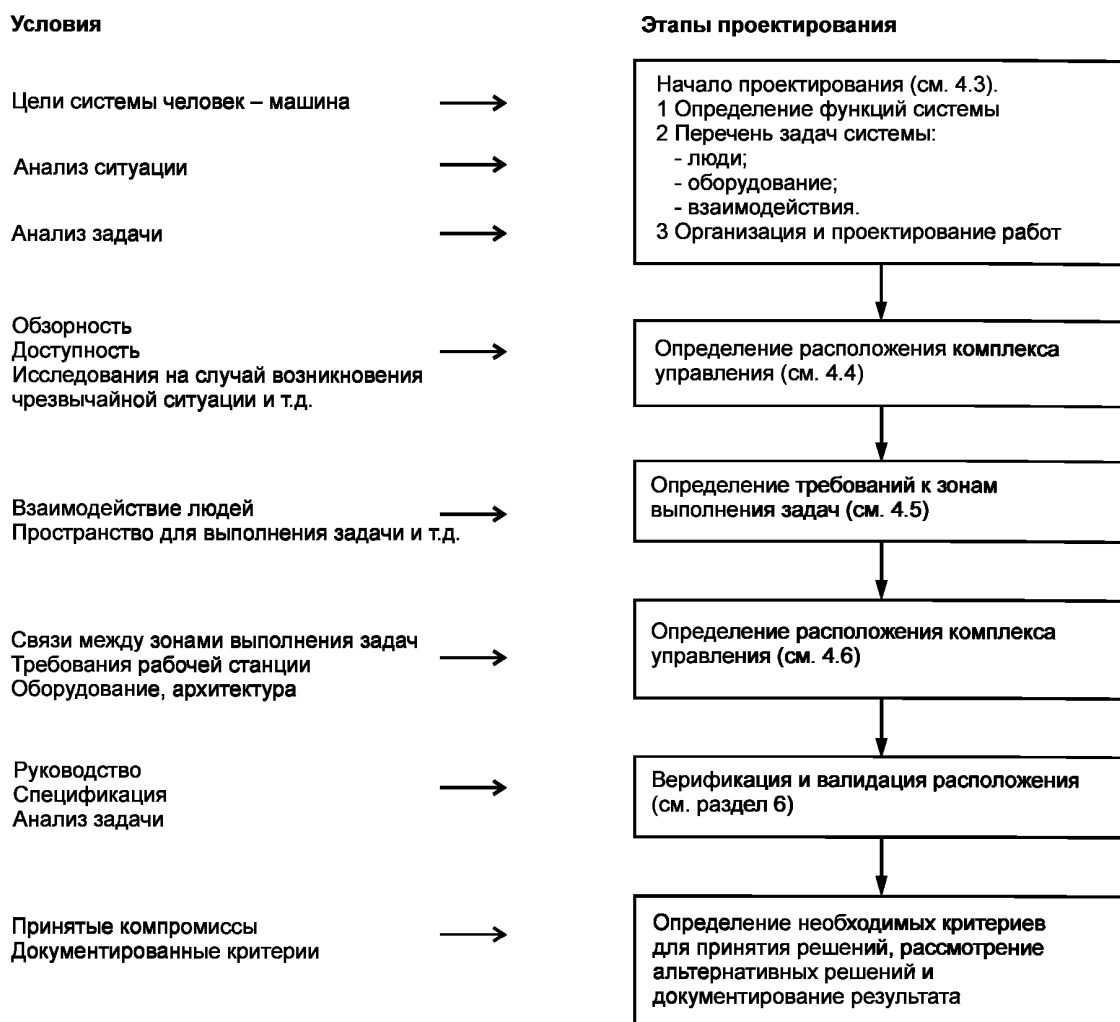 Условия
Этапы проектирования
Цели системы человек – машина
Анализ ситуации
Анализ задачи
Начало проектирования (см. 4.3).
1 Определение функций системы
2 Перечень задач системы:
- люди;
- оборудование;
- взаимодействия.
3 Организация и проектирование работ
Обзорность
Доступность
Исследования на случай возникновения
чрезвычайной ситуации и т.д.
Определение расположения комплекса
управления (см. 4.4)
Взаимодействие людей
Пространство для выполнения задачи и т.д.
Определение требований к зонам
выполнения задач (см. 4.5)
Связи между зонами выполнения задач
Требования рабочей станции
Оборудование, архитектура
Определение расположения комплекса
управления (см. 4.6)
Руководство
Спецификация
Анализ задачи
Верификация и валидация расположения
(см. раздел 6)
Принятые компромиссы
Документированные критерии
Определение необходимых критериев
для принятия решений, рассмотрение
альтернативных решений и
документирование результата